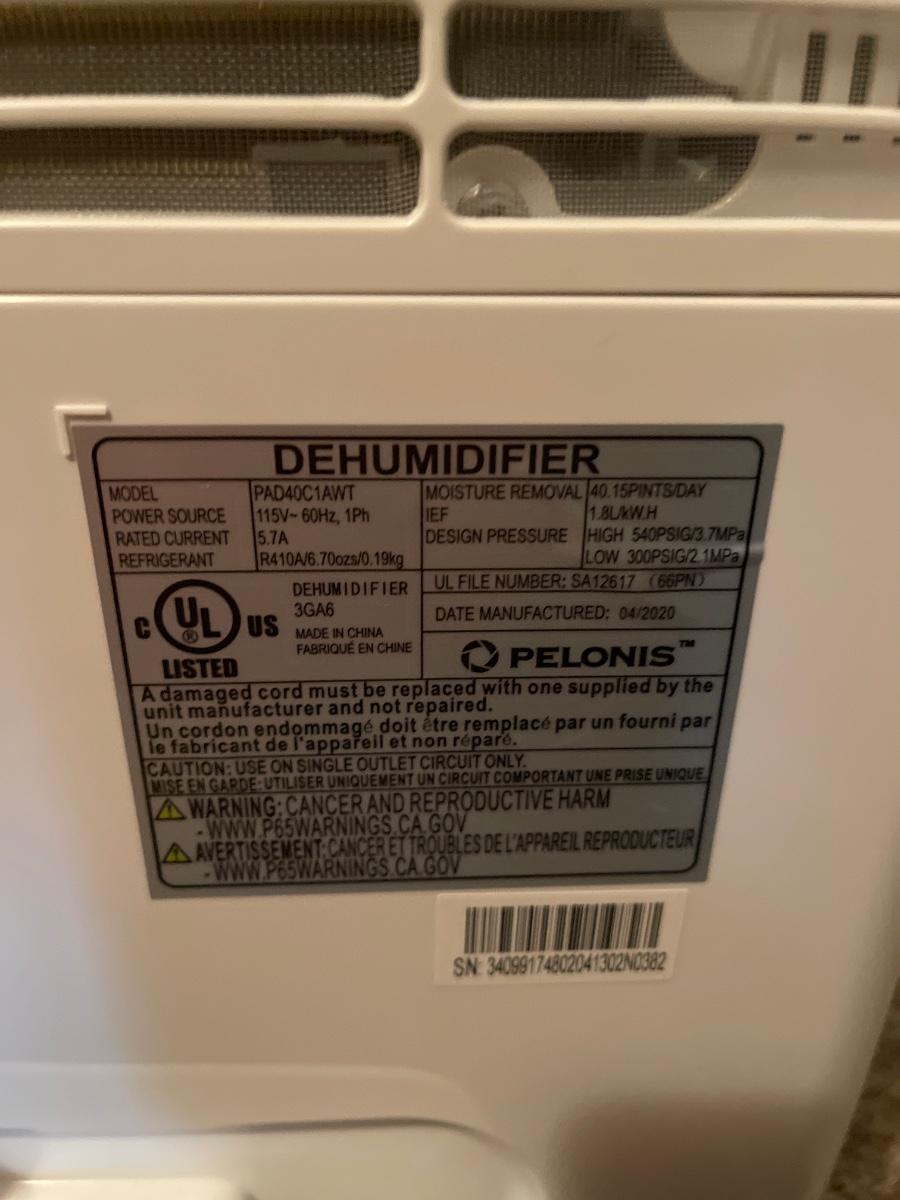 DEHUMIDIFIER
MODEL PAD40C1AWT
POWER SOURCE 115V~ 60Hz, 1Ph
RATED CURRENT 5.7A
REFRIGERANT R410A/6.70ozs/0.19kg
MOISTURE REMOVAL 40.15PINTS/DAY
IEF 1.8L/kW.H
DESIGN PRESSURE HIGH 540PSIG/3.7MPa
LOW 300PSIG/2.1MPa
C UL ® US
LISTED
DEHUMIDIFIER
3GA6
MADE IN CHINA
FABRIQUÉ EN CHINE
UL FILE NUMBER: SA12617 (66PN)
DATE MANUFACTURED: 04/2020
PELONIS™
A damaged cord must be replaced with one supplied by the
unit manufacturer and not repaired.
Un cordon endommagé doit être remplacé par un fourni par
le fabricant de l'appareil et non réparé.
CAUTION: USE ON SINGLE OUTLET CIRCUIT ONLY.
MISE EN GARDE: UTILISER UNIQUEMENT UN CIRCUIT COMPORTANT UNE PRISE UNIQUE.
WARNING: CANCER AND REPRODUCTIVE HARM
- WWW.P65WARNINGS.CA.GOV
AVERTISSEMENT: CANCER ET TROUBLES DE L'APPAREIL REPRODUCTEUR
- WWW.P65WARNINGS.CA.GOV
SN: 34099174802041302N0382